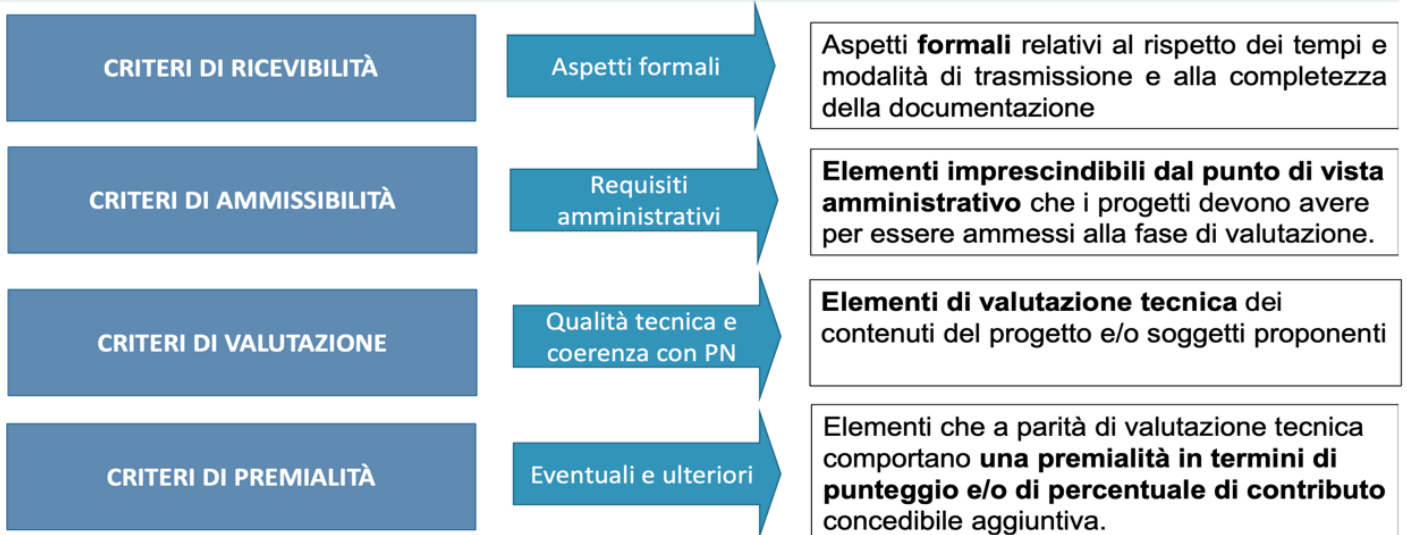 CRITERI DI RICEVIBILITÀ
Aspetti formali
Aspetti formali relativi al rispetto dei tempi e
modalità di trasmissione e alla completezza
della documentazione
CRITERI DI AMMISSIBILITÀ
Requisiti
amministrativi
Elementi imprescindibili dal punto di vista
amministrativo che i progetti devono avere
per essere ammessi alla fase di valutazione.
CRITERI DI VALUTAZIONE
Qualità tecnica e
coerenza con PN
Elementi di valutazione tecnica dei
contenuti del progetto e/o soggetti proponenti
CRITERI DI PREMIALITÀ
Eventuali e ulteriori
Elementi che a parità di valutazione tecnica
comportano una premialità in termini di
punteggio e/o di percentuale di contributo
concedibile aggiuntiva.